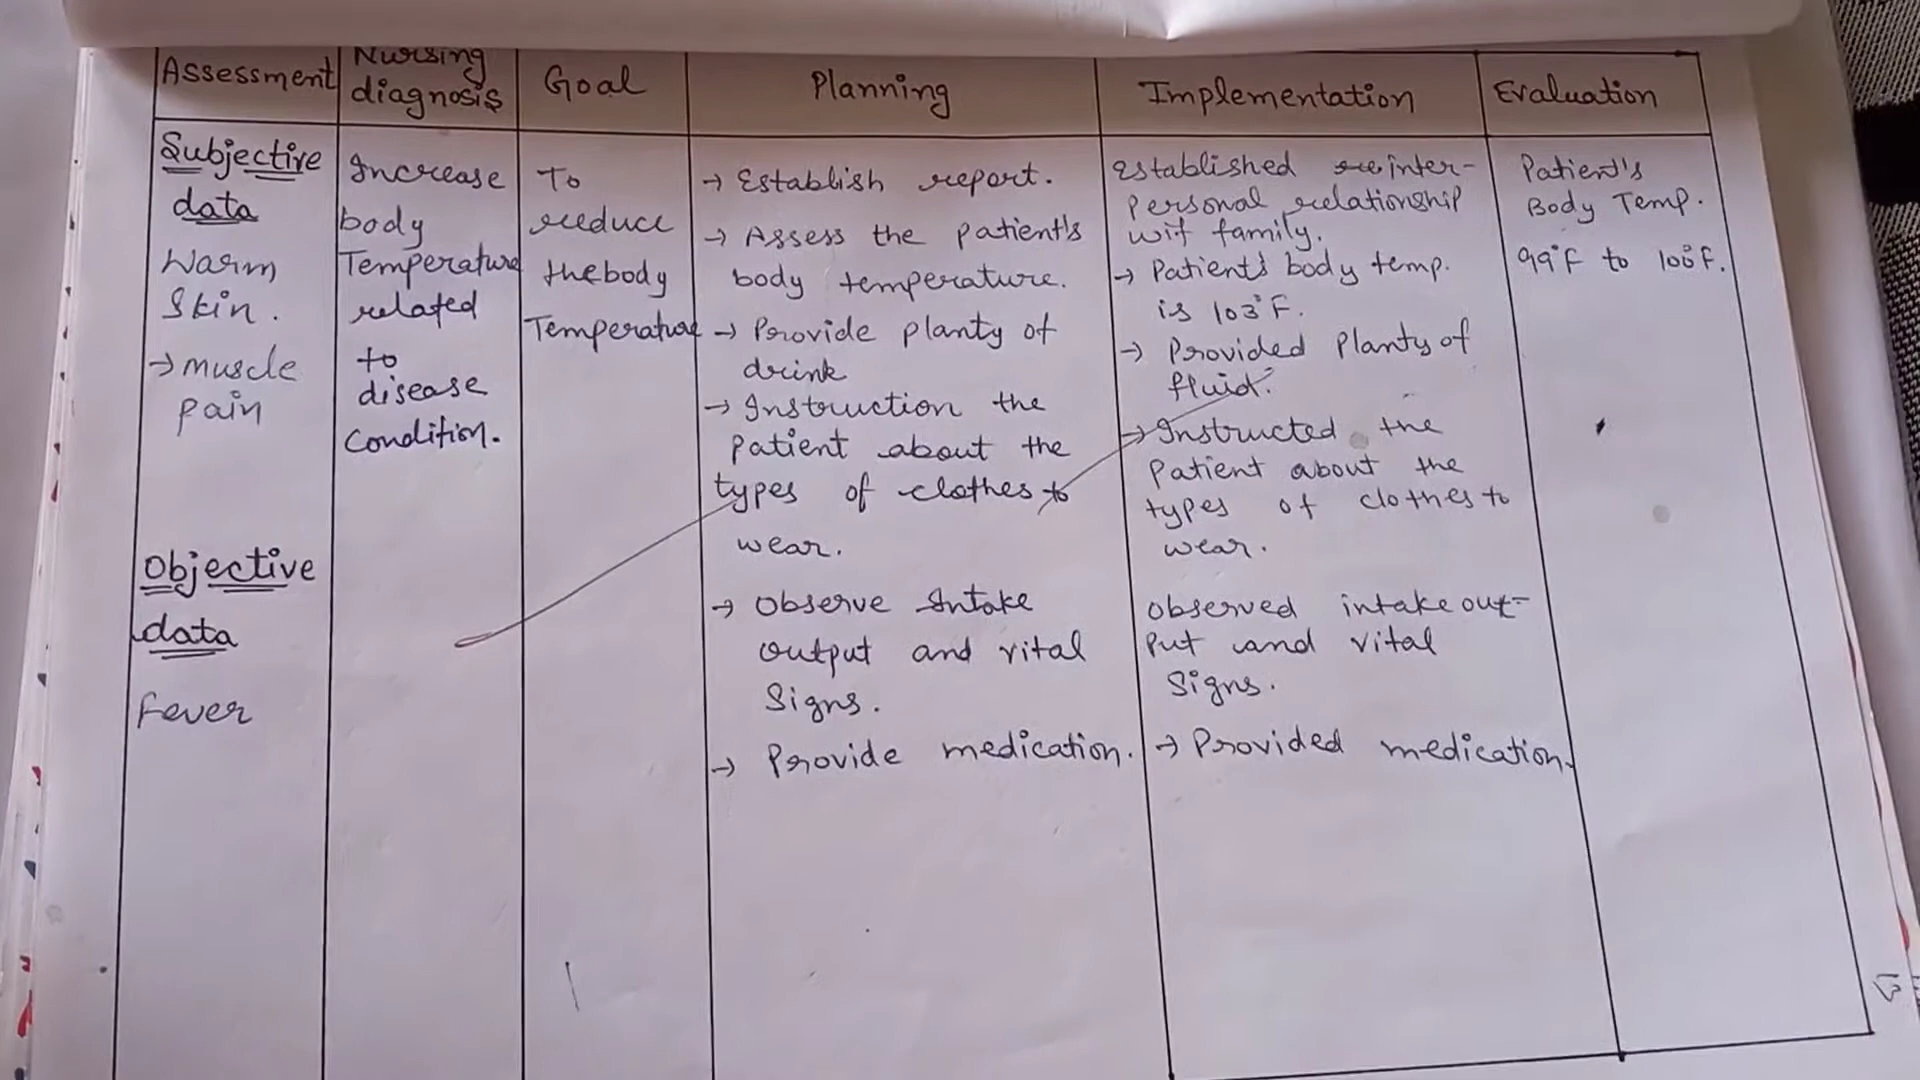 Assessment
Nursing
diagnosis
Goal
Planning
Implementation
Evaluation
Subjective
data
Warm
Skin.
→ muscle
pain
Objective
data
Fever
Increase
body
Temperature
related
to
disease
Condition.
To
reduce
the body
Temperature
→ Establish report.
→ Assess the patient's
body temperature.
→ Provide planty of
drink
→ Instruction the
patient about the
types of clothes to
wear.
→ Observe Intake
output and vital
Signs.
→ Provide medication.
Established inter-
personal relationship
wit family.
→ Patient's body temp.
is 103°F.
→ Provided planty of
fluid.
→ Instructed the
patient about the
types of clothes to
wear.
Observed intake out-
put and vital
Signs.
→ Provided medication.
Patient's
Body Temp.
99°F to 100°F.